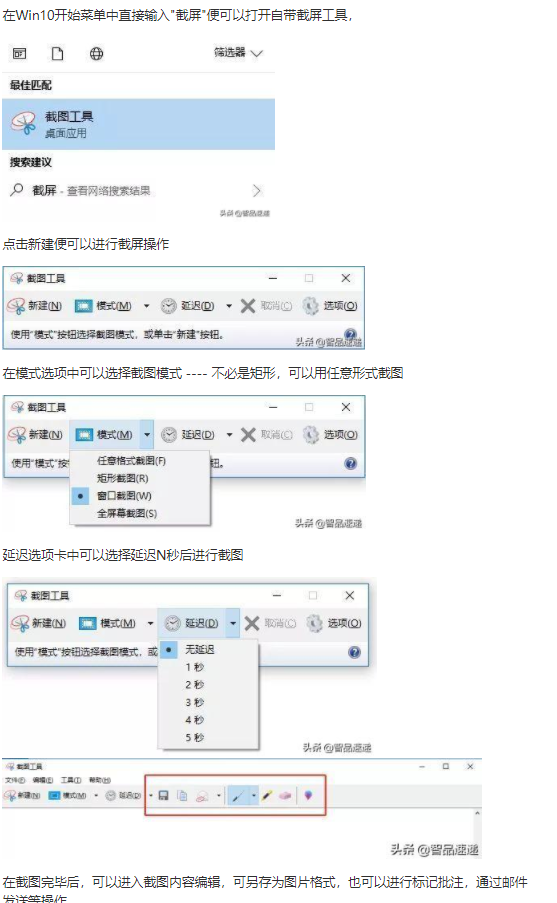 在Win10开始菜单中直接输入"截屏"便可以打开自带截屏工具，
筛选器
最佳匹配
截图工具
桌面应用
搜索建议
截屏 - 查看网络搜索结果
头条 @智品速递
点击新建便可以进行截屏操作
截图工具
新建(N) 模式(M) 延迟(D) 取消(C) 选项(O)
使用"模式"按钮选择截图模式，或单击"新建"按钮。
头条 @智品速递
在模式选项中可以选择截图模式 ---- 不必是矩形，可以用任意形式截图
截图工具
新建(N) 模式(M) 延迟(D) 取消(C) 选项(O)
使用"模式"按 钮。
任意格式截图(F)
矩形截图(R)
窗口截图(W)
全屏幕截图(S)
头条 @智品速递
延迟选项卡中可以选择延迟N秒后进行截图
截图工具
新建(N) 模式(M) 延迟(D) 取消(C) 选项(O)
使用"模式"按钮选择截图模式，或
无延迟
1 秒
2 秒
3 秒
4 秒
5 秒
头条 @智品速递
截图工具
文件(F) 编辑(E) 工具(T) 帮助(H)
新建(N) 模式(M) 延迟(D)
头条 @智品速递
在截图完毕后，可以进入截图内容编辑，可另存为图片格式，也可以进行标记批注，通过邮件
发送等操作